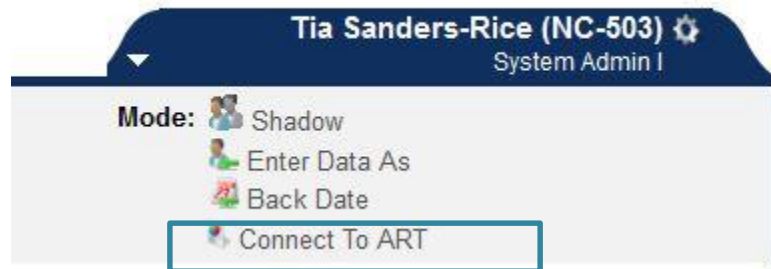 Tia Sanders-Rice (NC-503)
System Admin I
Mode: Shadow
Enter Data As
Back Date
Connect To ART